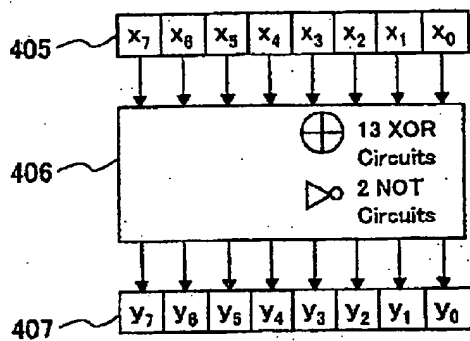 405 x₇ x₆ x₅ x₄ x₃ x₂ x₁ x₀
13 XOR
Circuits
406
2 NOT
Circuits
407 y₇ y₆ y₅ y₄ y₃ y₂ y₁ y₀